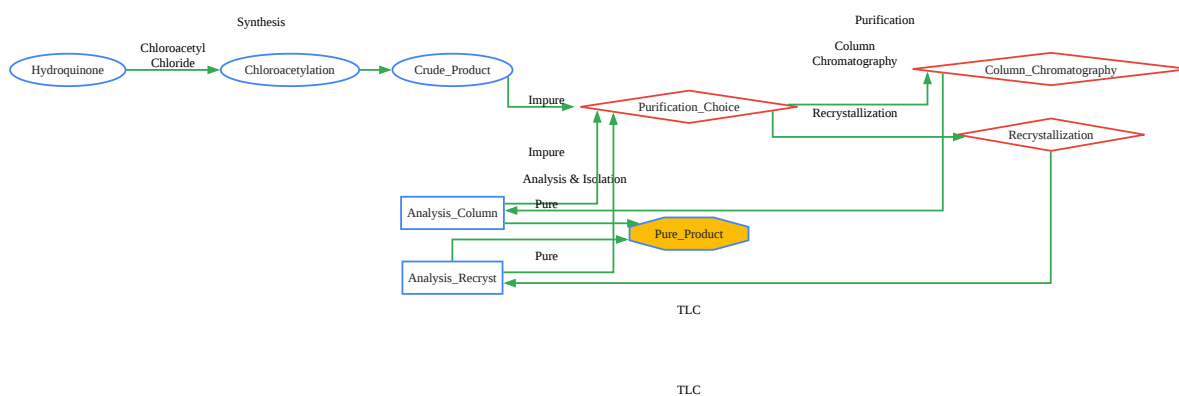 Synthesis
Purification
Chloroacetyl
Chloride
Column
Chromatography
Hydroquinone
Chloroacetylation
Crude_Product
Column_Chromatography
Impure
Purification_Choice
Recrystallization
Recrystallization
Impure
Analysis & Isolation
Pure
Analysis_Column
Pure_Product
Pure
Analysis_Recryst
TLC
TLC